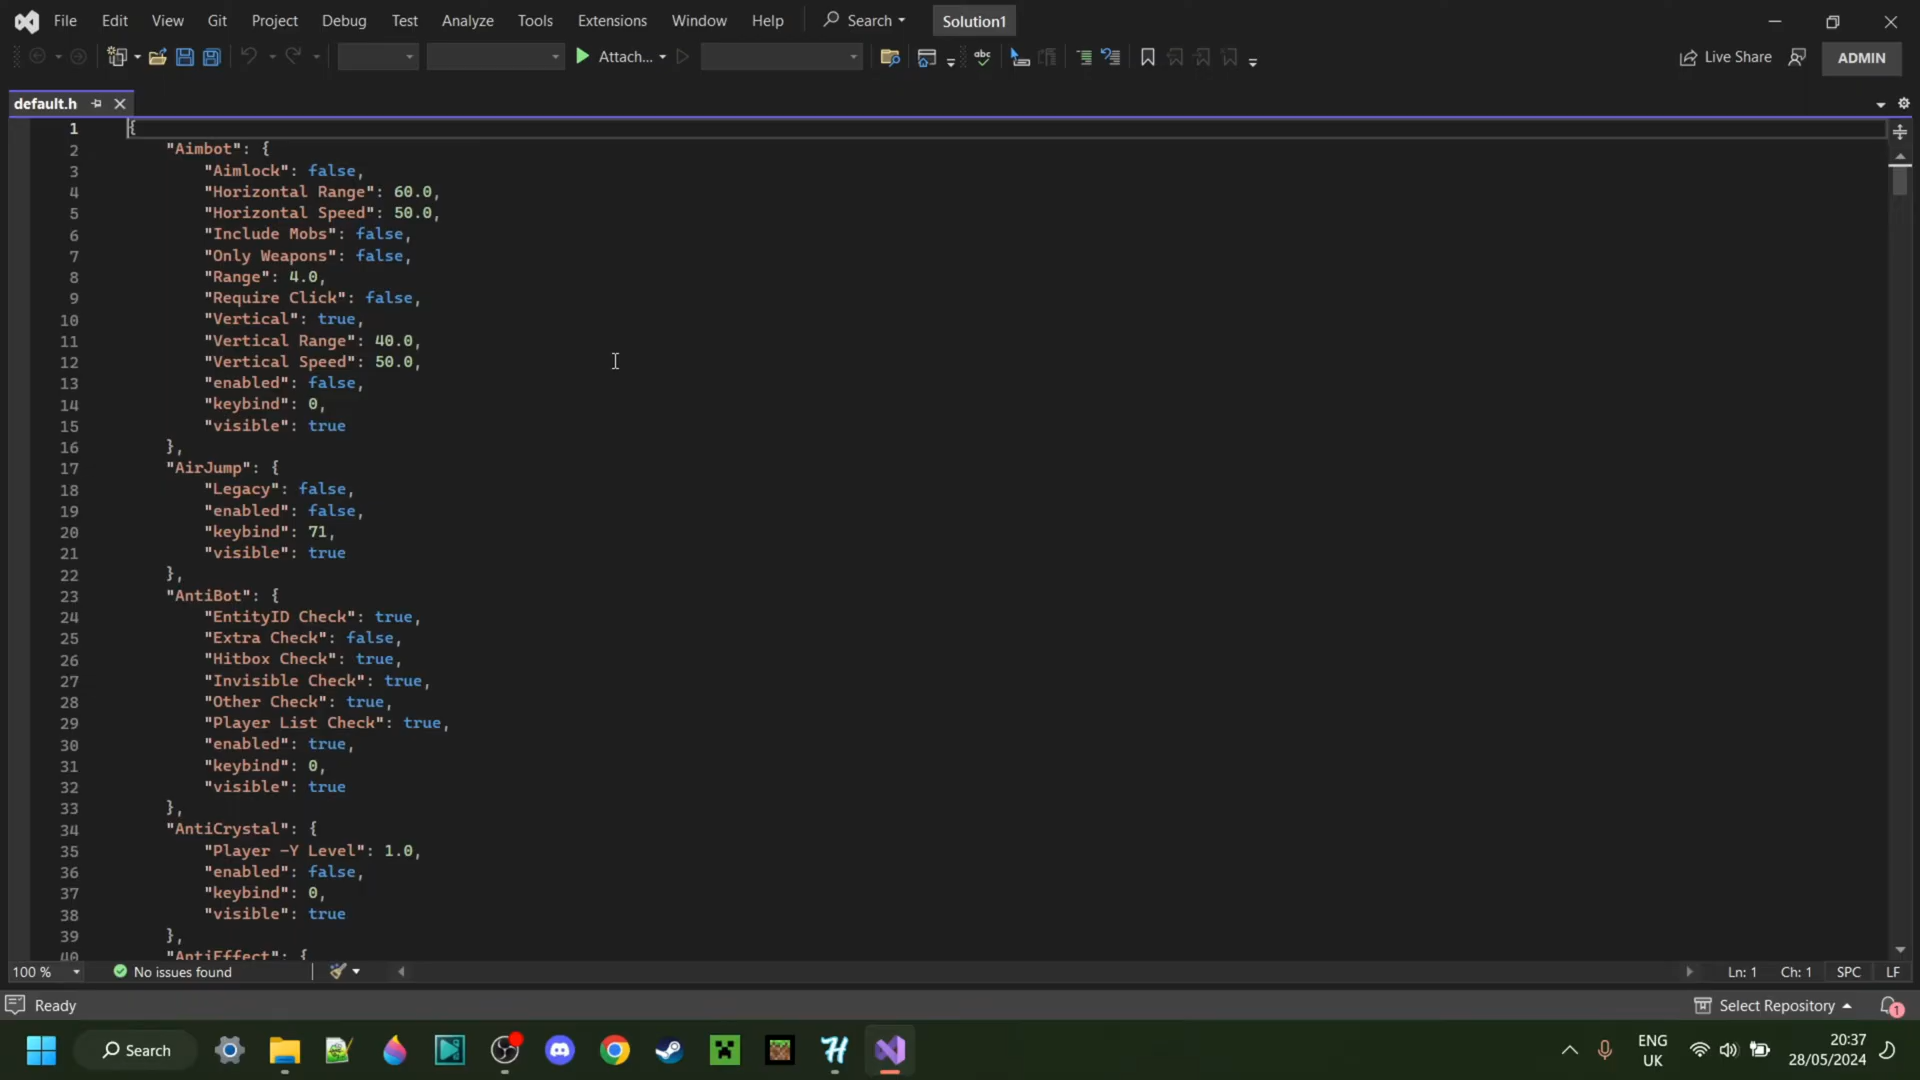 File Edit View Git Project Debug Test Analyze Tools Extensions Window Help Search Solution1
Attach... abc Live Share ADMIN
default.h
1 {
2 "Aimbot": {
3 "Aimlock": false,
4 "Horizontal Range": 60.0,
5 "Horizontal Speed": 50.0,
6 "Include Mobs": false,
7 "Only Weapons": false,
8 "Range": 4.0,
9 "Require Click": false,
10 "Vertical": true,
11 "Vertical Range": 40.0,
12 "Vertical Speed": 50.0,
13 "enabled": false,
14 "keybind": 0,
15 "visible": true
16 },
17 "AirJump": {
18 "Legacy": false,
19 "enabled": false,
20 "keybind": 71,
21 "visible": true
22 },
23 "AntiBot": {
24 "EntityID Check": true,
25 "Extra Check": false,
26 "Hitbox Check": true,
27 "Invisible Check": true,
28 "Other Check": true,
29 "Player List Check": true,
30 "enabled": true,
31 "keybind": 0,
32 "visible": true
33 },
34 "AntiCrystal": {
35 "Player -Y Level": 1.0,
36 "enabled": false,
37 "keybind": 0,
38 "visible": true
39 },
40 "AntiEffect": {
100 % No issues found Ln: 1 Ch: 1 SPC LF
Ready Select Repository 1
Search ENG UK 20:37 28/05/2024